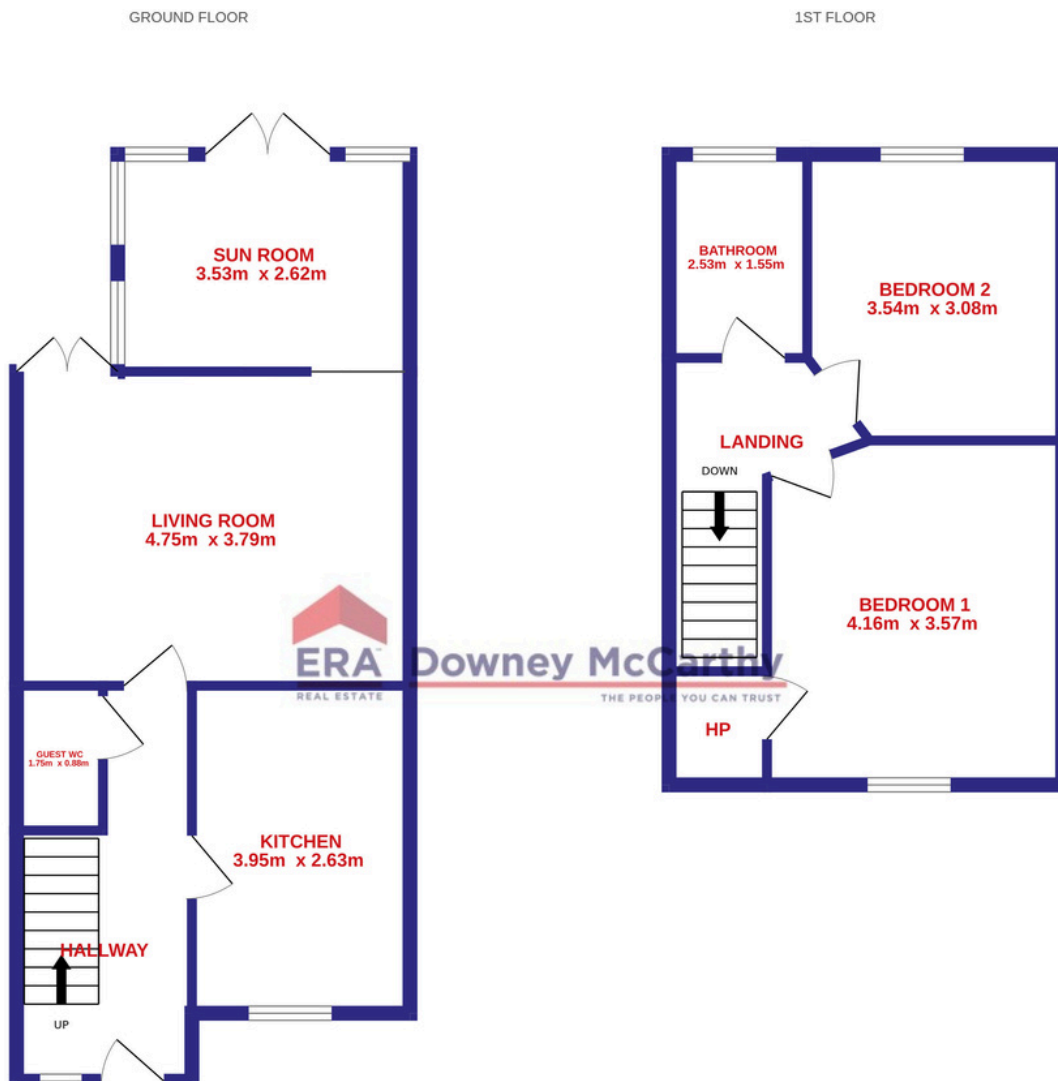 GROUND FLOOR
1ST FLOOR
SUN ROOM
3.53m x 2.62m
LIVING ROOM
4.75m x 3.79m
GUEST WC
1.75m x 0.88m
KITCHEN
3.95m x 2.63m
HALLWAY
UP
BATHROOM
2.53m x 1.55m
BEDROOM 2
3.54m x 3.08m
LANDING
DOWN
BEDROOM 1
4.16m x 3.57m
HP
ERA™ Downey McCarthy
REAL ESTATE THE PEOPLE YOU CAN TRUST